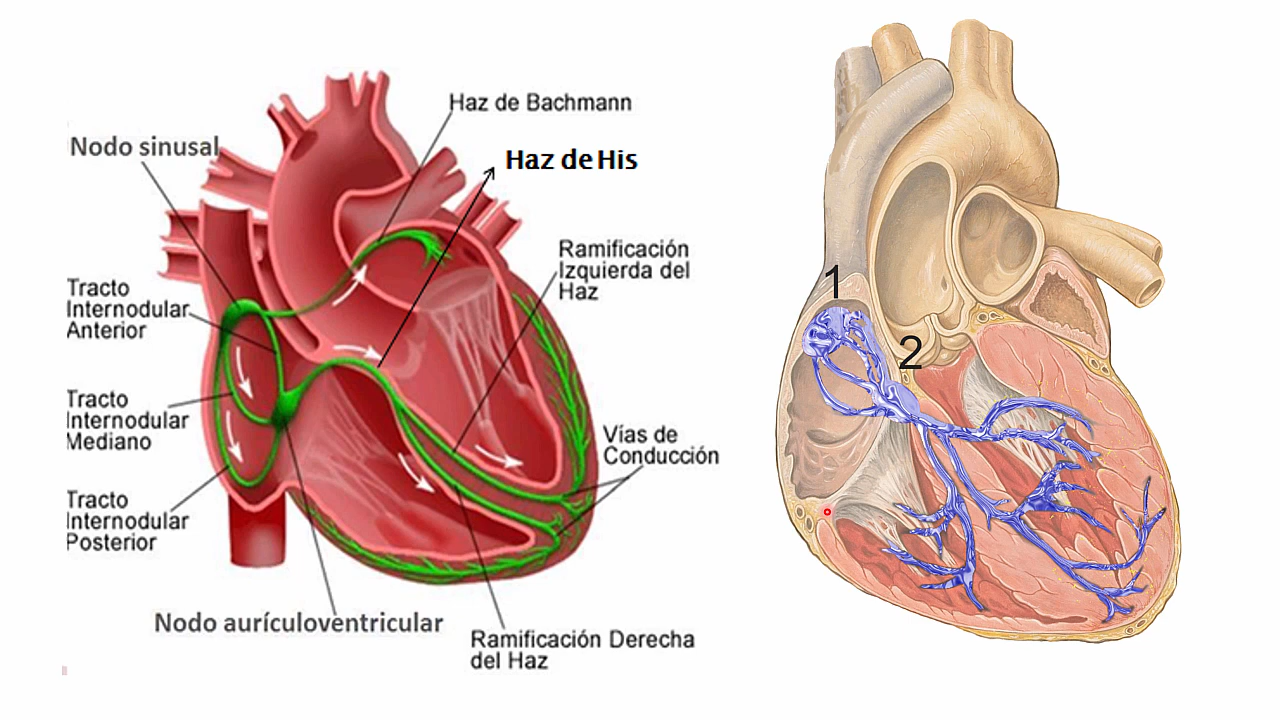 Haz de Bachmann
Nodo sinusal
Haz de His
Ramificación
Izquierda del
Haz
Tracto
Internodular
Anterior
Tracto
Internodular
Mediano
Vías de
Conducción
Tracto
Internodular
Posterior
Nodo aurículoventricular
Ramificación Derecha
del Haz
1
2